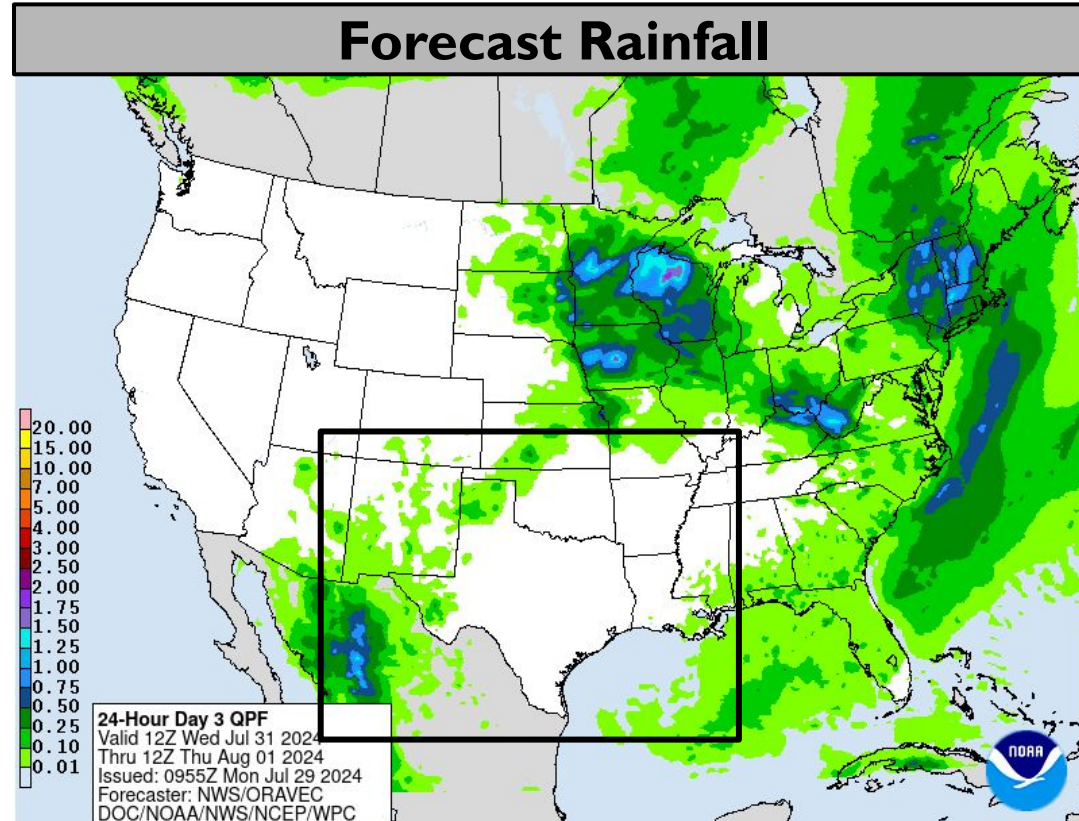 Forecast Rainfall
20.00
15.00
10.00
7.00
5.00
4.00
3.00
2.50
2.00
1.75
1.50
1.25
1.00
0.75
0.50
0.25
0.10
0.01
24-Hour Day 3 QPF
Valid 12Z Wed Jul 31 2024
Thru 12Z Thu Aug 01 2024
Issued: 0955Z Mon Jul 29 2024
Forecaster: NWS/ORAVEC
DOC/NOAA/NWS/NCEP/WPC
NOAA